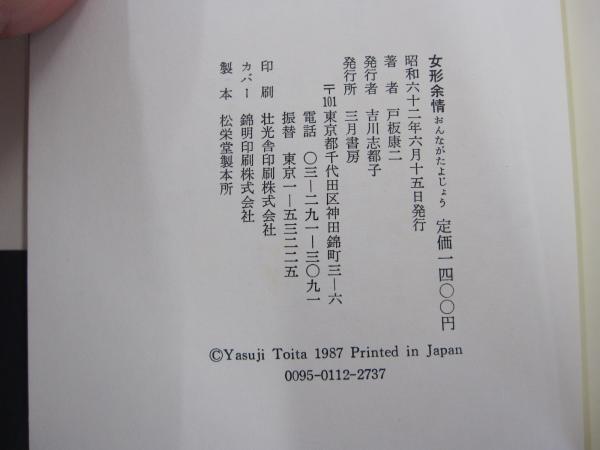 女形余情 おんながたよじょう 定価一四〇〇円
昭和六十二年六月十五日発行
著者 戸板康二
発行者 吉川志都子
発行所 三月書房
〒101 東京都千代田区神田錦町三―六
電話 〇三―二九一―三〇九一
振替 東京一―五三二二五
印刷 壮光舎印刷株式会社
カバー 錦明印刷株式会社
製本 松栄堂製本所
©Yasuji Toita 1987 Printed in Japan
0095-0112-2737